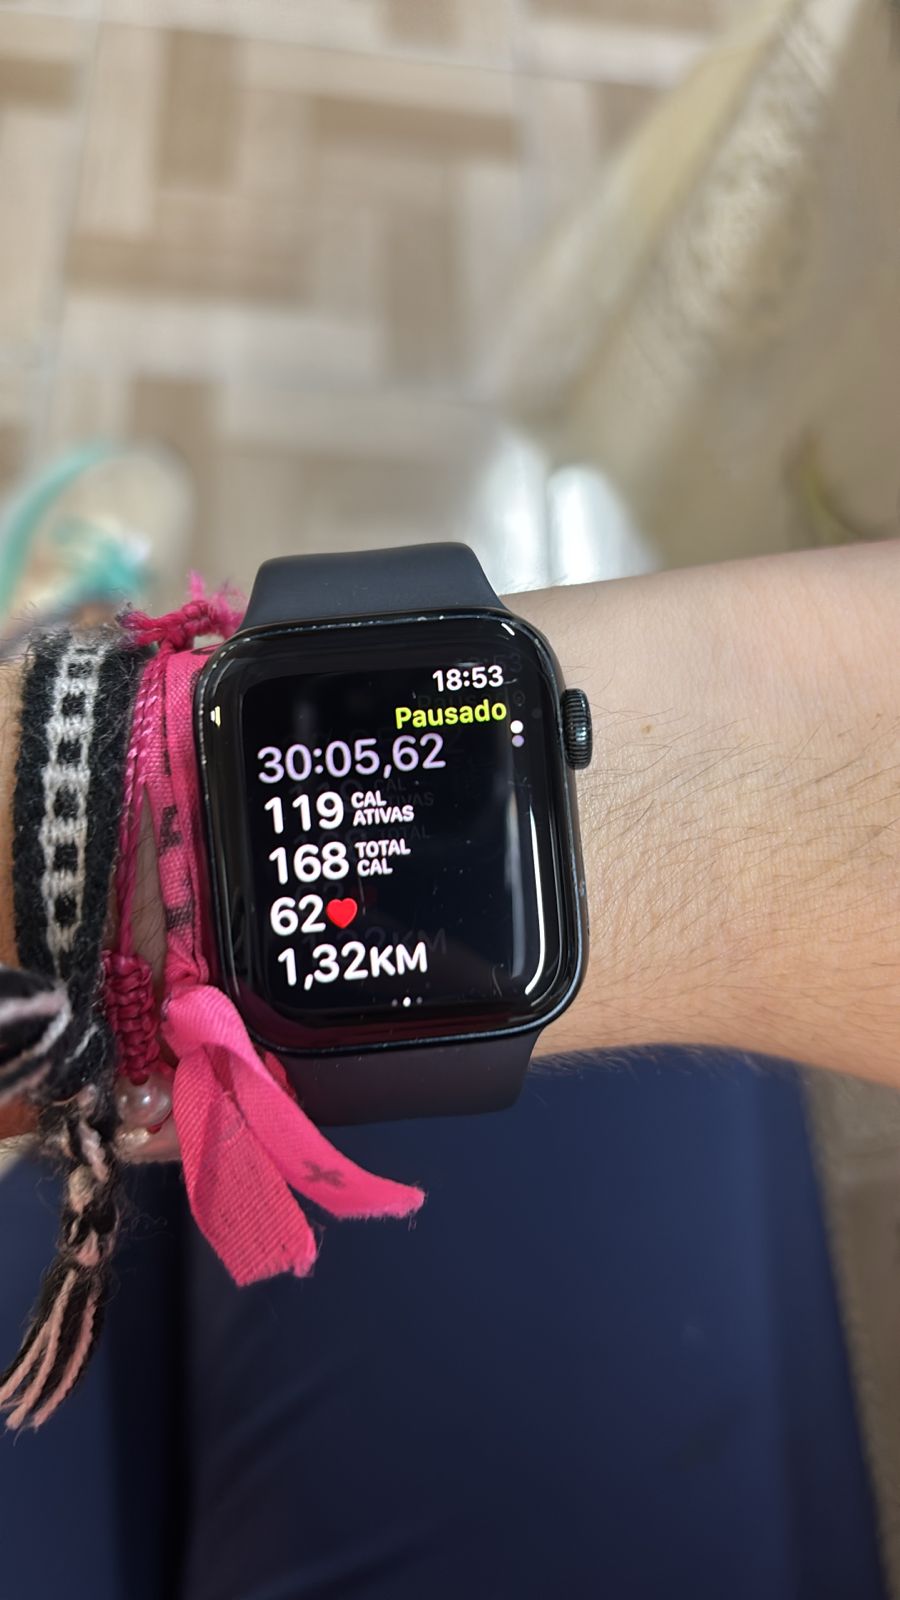 18:53
Pausado
30:05,62
119 CAL ATIVAS
168 TOTAL CAL
62
1,32KM